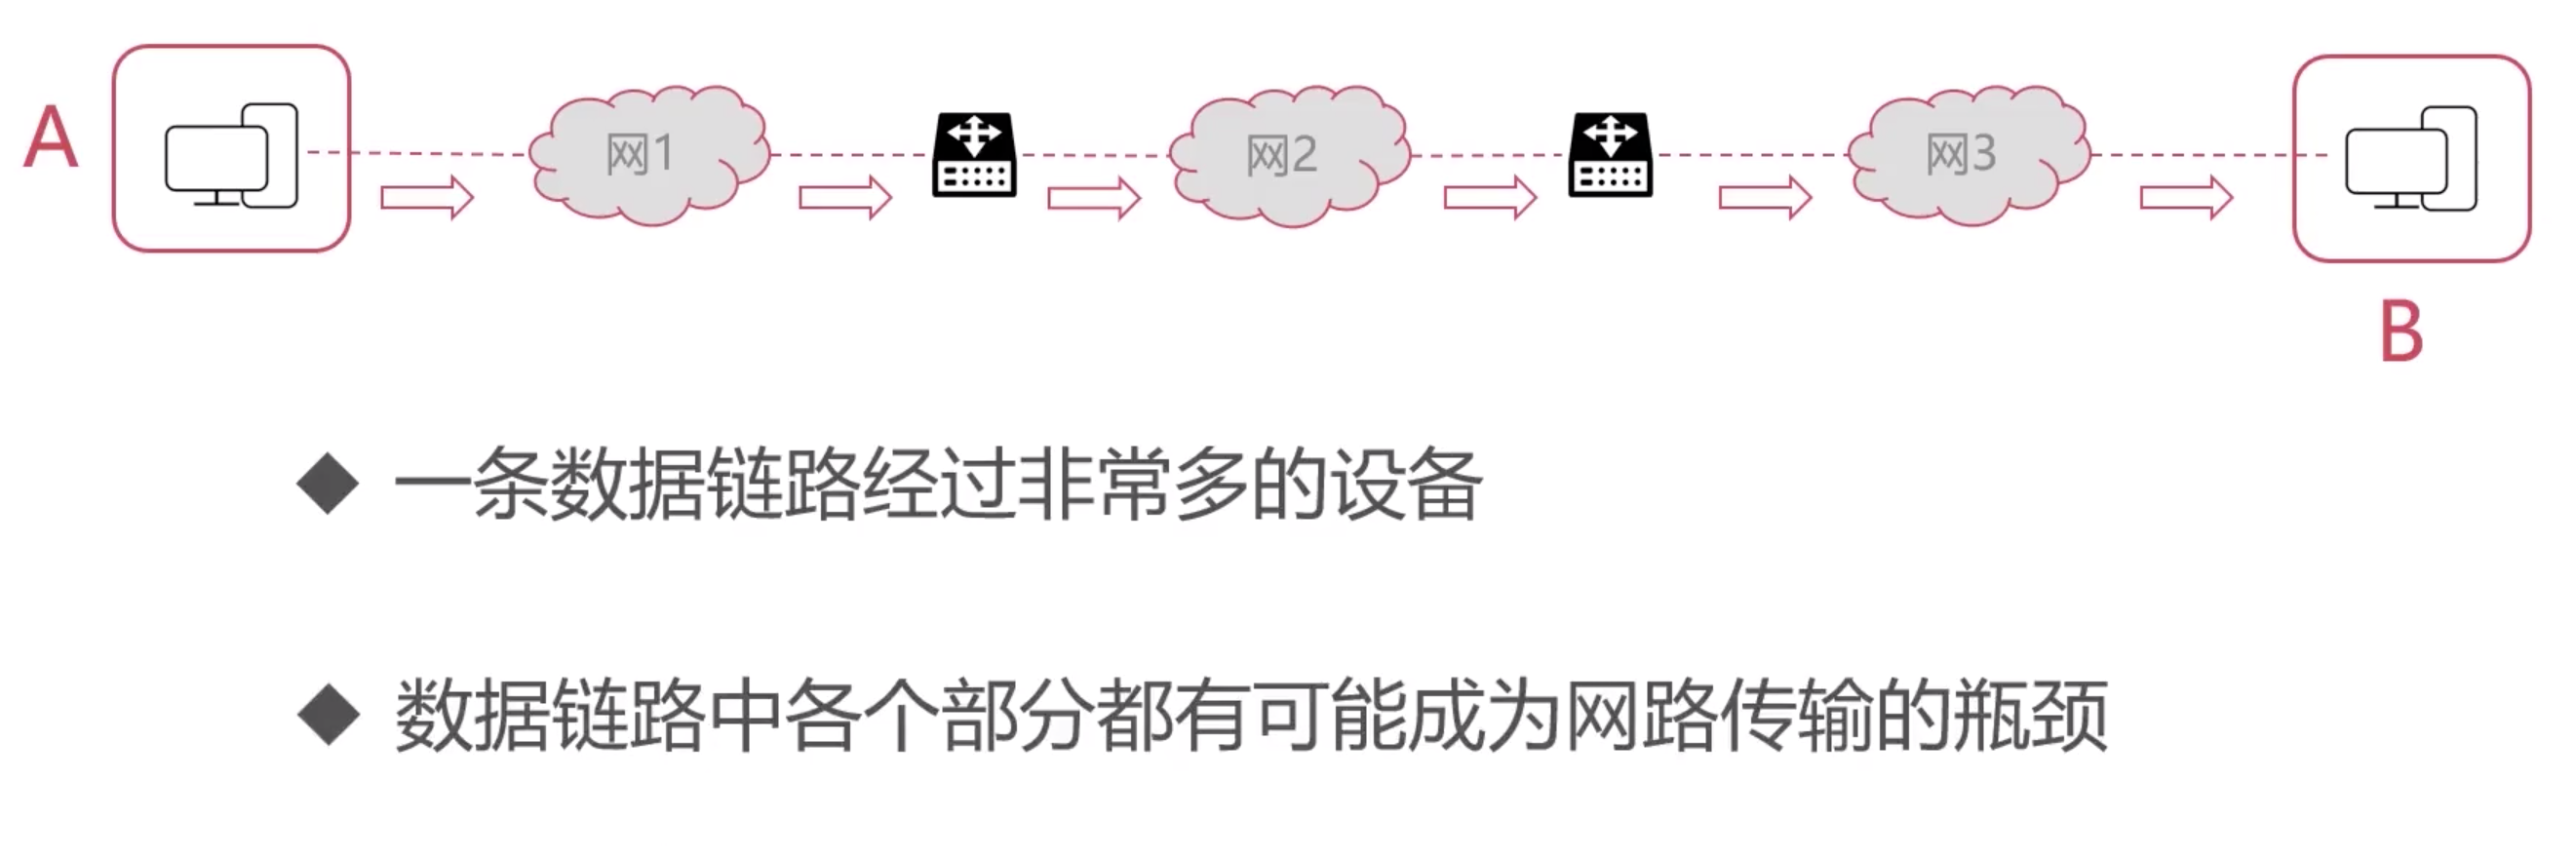 A
网1
网2
网3
B
一条数据链路经过非常多的设备
数据链路中各个部分都有可能成为网路传输的瓶颈